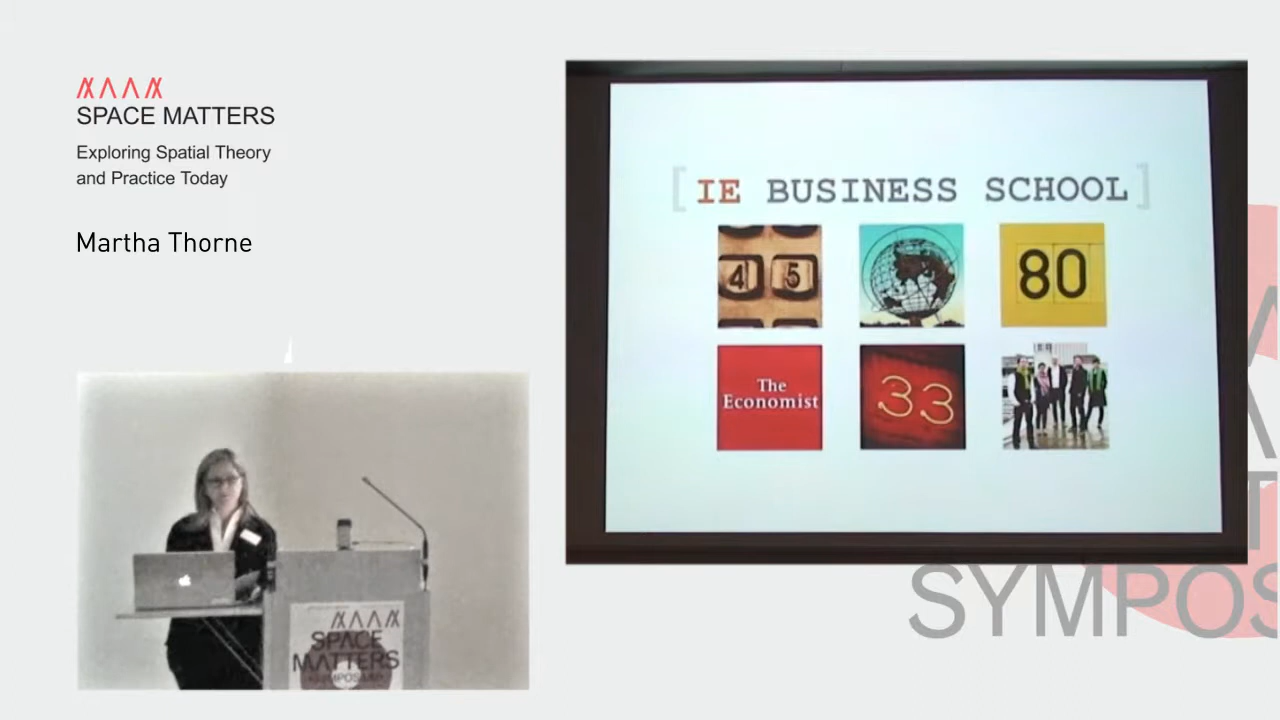 SPACE MATTERS
Exploring Spatial Theory
and Practice Today
Martha Thorne
[IE BUSINESS SCHOOL]
4 5
80
The
Economist
33
SPACE
MATTERS
SYMPOS